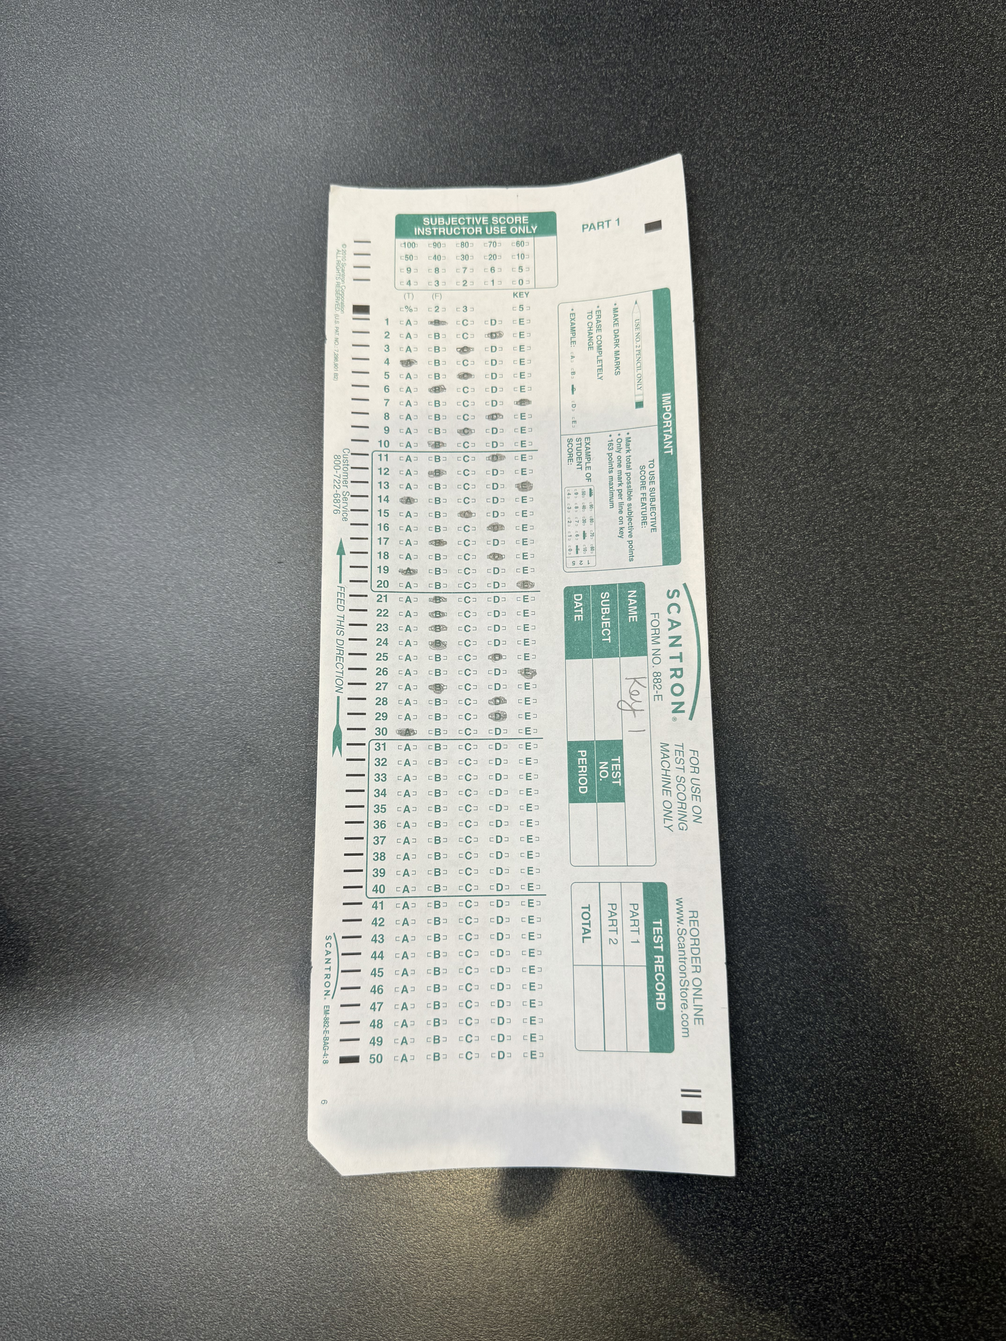 PART 1
SUBJECTIVE SCORE
INSTRUCTOR USE ONLY
100 90 80 70 60
50 40 30 20 10
9 8 7 6 5
4 3 2 1 0
(T) (F) KEY
% 2 3 5
1 A B C D E
2 A B C D E
3 A B C D E
4 A B C D E
5 A B C D E
6 A B C D E
7 A B C D E
8 A B C D E
9 A B C D E
10 A B C D E
11 A B C D E
12 A B C D E
13 A B C D E
14 A B C D E
15 A B C D E
16 A B C D E
17 A B C D E
18 A B C D E
19 A B C D E
20 A B C D E
21 A B C D E
22 A B C D E
23 A B C D E
24 A B C D E
25 A B C D E
26 A B C D E
27 A B C D E
28 A B C D E
29 A B C D E
30 A B C D E
31 A B C D E
32 A B C D E
33 A B C D E
34 A B C D E
35 A B C D E
36 A B C D E
37 A B C D E
38 A B C D E
39 A B C D E
40 A B C D E
41 A B C D E
42 A B C D E
43 A B C D E
44 A B C D E
45 A B C D E
46 A B C D E
47 A B C D E
48 A B C D E
49 A B C D E
50 A B C D E
IMPORTANT
USE NO. 2 PENCIL ONLY
• MAKE DARK MARKS
• ERASE COMPLETELY
TO CHANGE
• EXAMPLE: A B D E
TO USE SUBJECTIVE
SCORE FEATURE:
• Mark total possible subjective points
• Only one mark per line on key
• 163 points maximum
EXAMPLE OF
STUDENT
SCORE:
SCANTRON®
FORM NO. 882-E
FOR USE ON
TEST SCORING
MACHINE ONLY
REORDER ONLINE
www.ScantronStore.com
NAME Key 1
SUBJECT
TEST
NO.
DATE
PERIOD
TEST RECORD
PART 1
PART 2
TOTAL
Customer Service
800-722-6876
FEED THIS DIRECTION
SCANTRON. EM-882-E-BAG-4: 8
6